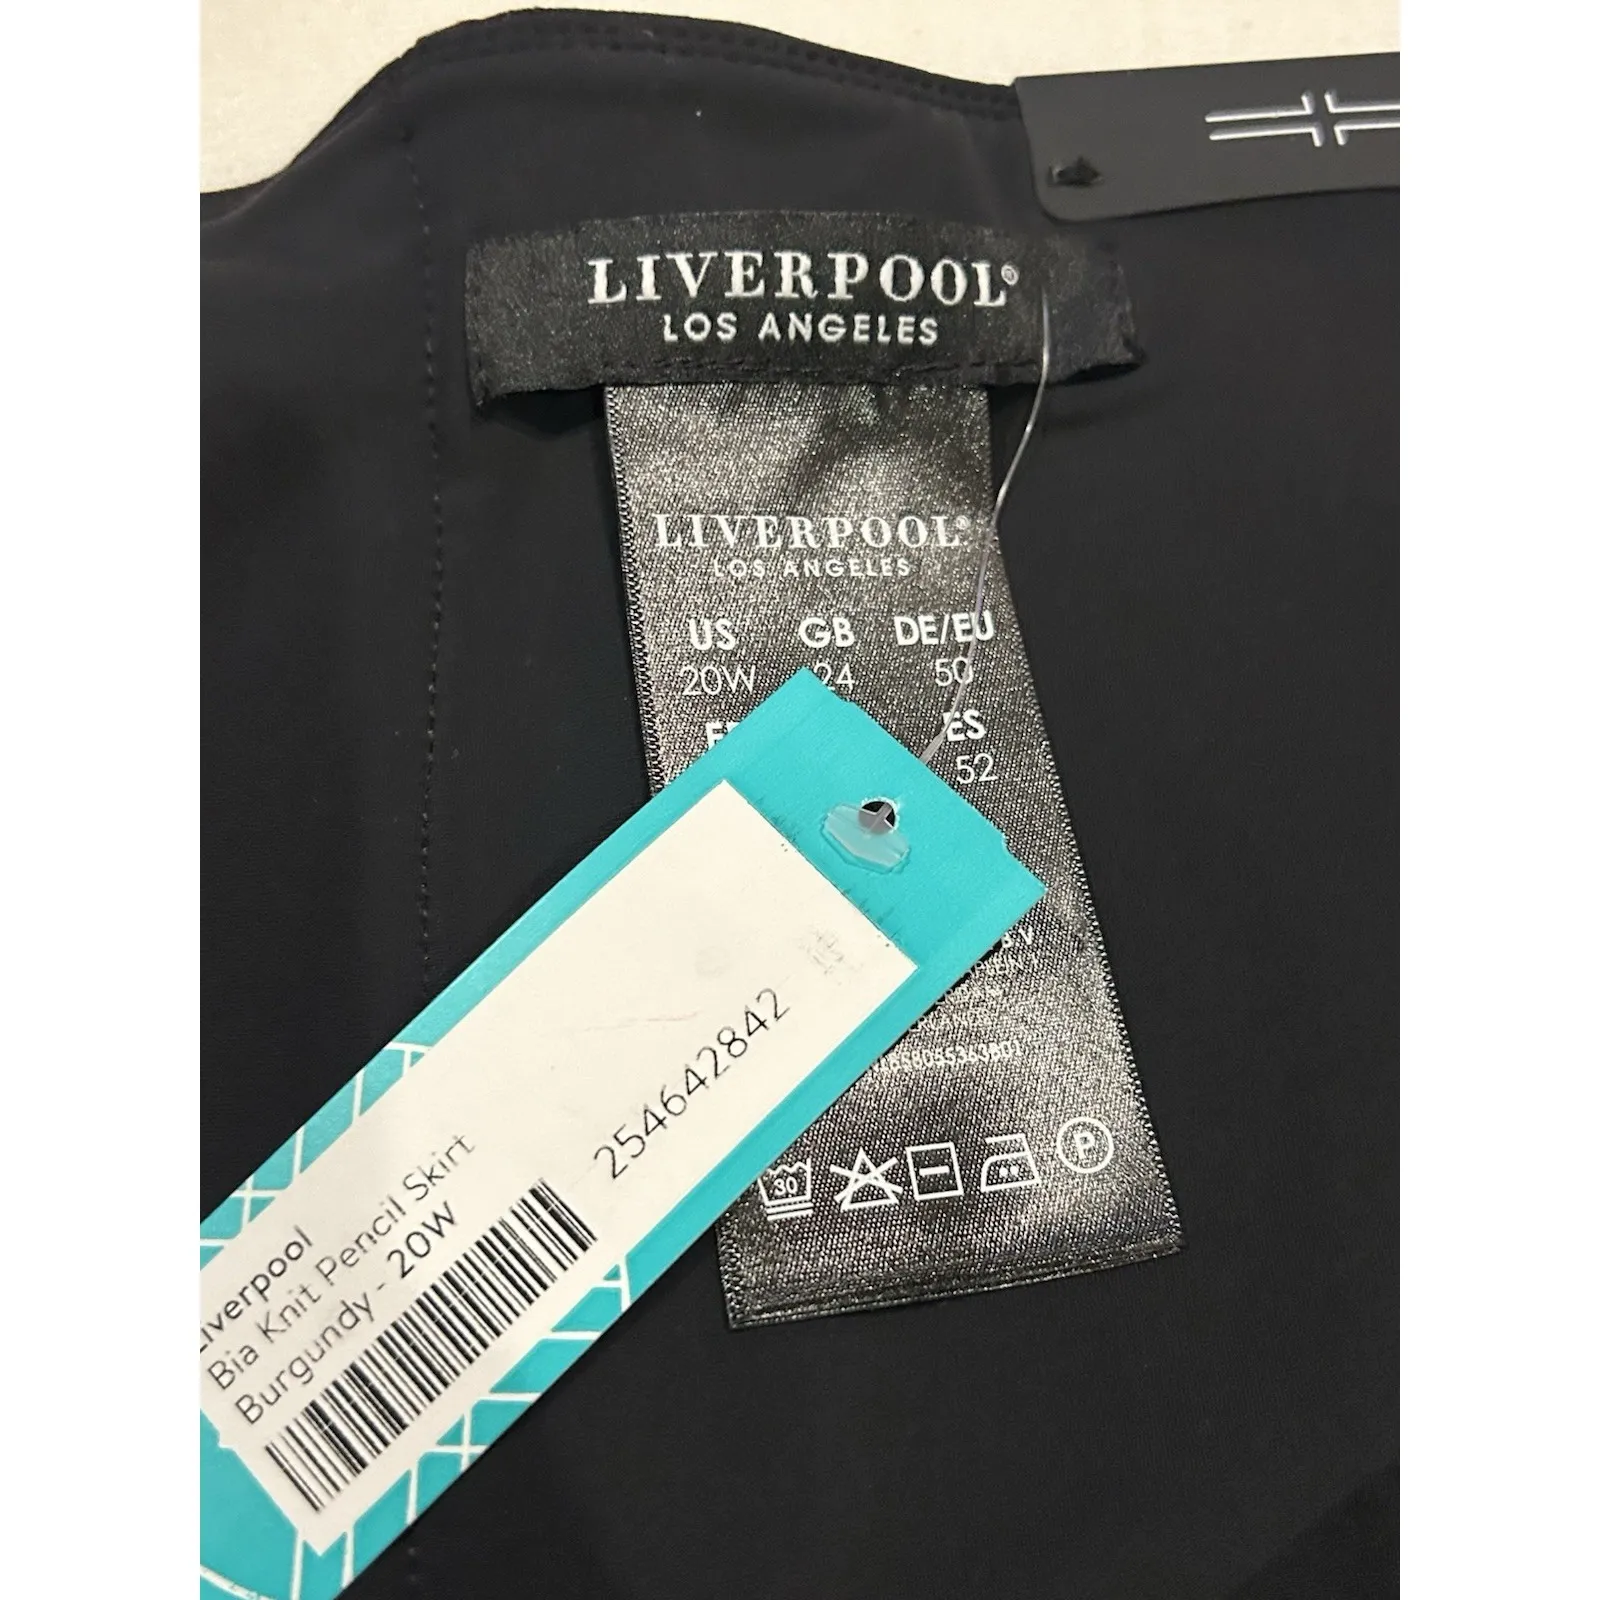 LIVERPOOL®
LOS ANGELES
LIVERPOOL®
LOS ANGELES
US GB DE/EU
20W 24 50
ES
52
B.V
30
P
254642842
Liverpool
Bia Knit Pencil Skirt
Burgundy - 20W